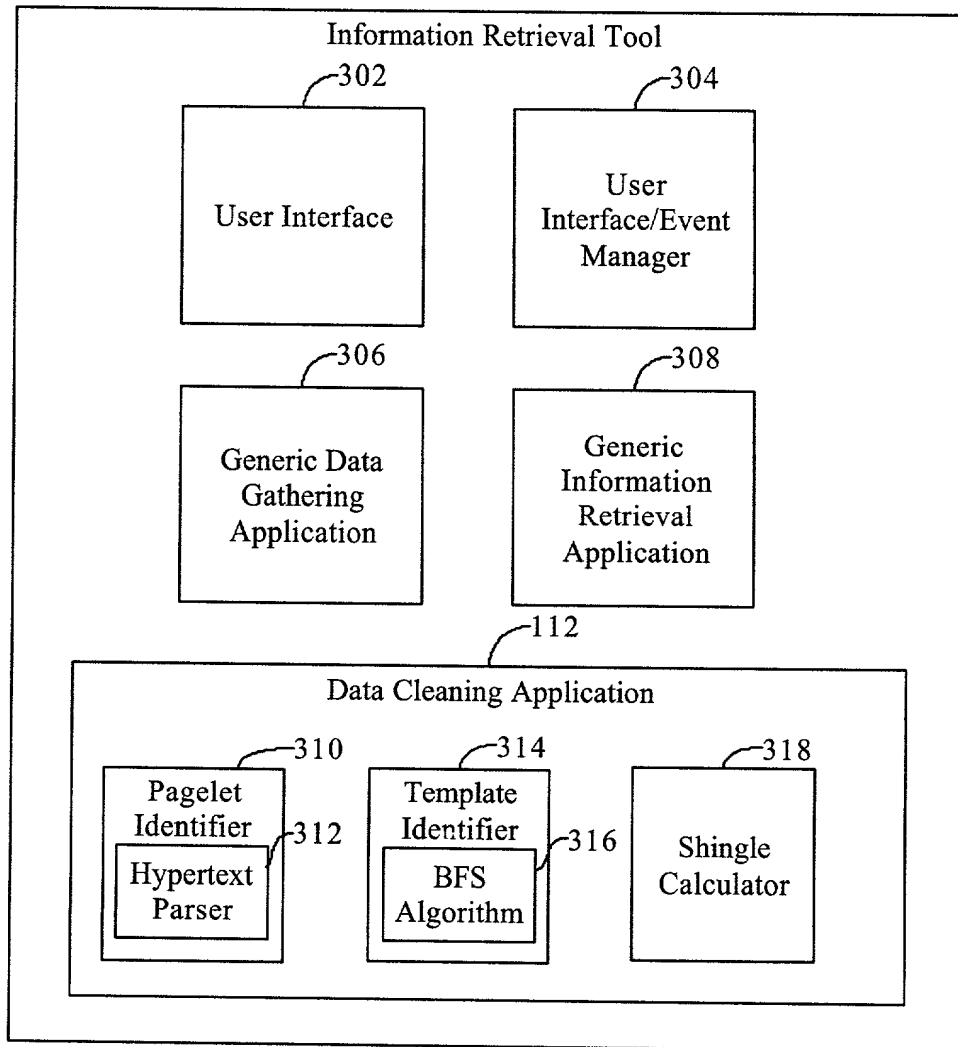 Information Retrieval Tool
302
304
User Interface
User
Interface/Event
Manager
306
308
Generic Data
Gathering
Application
Generic
Information
Retrieval
Application
112
Data Cleaning Application
310
314
318
Pagelet
Identifier
312
Hypertext
Parser
Template
Identifier
316
BFS
Algorithm
Shingle
Calculator